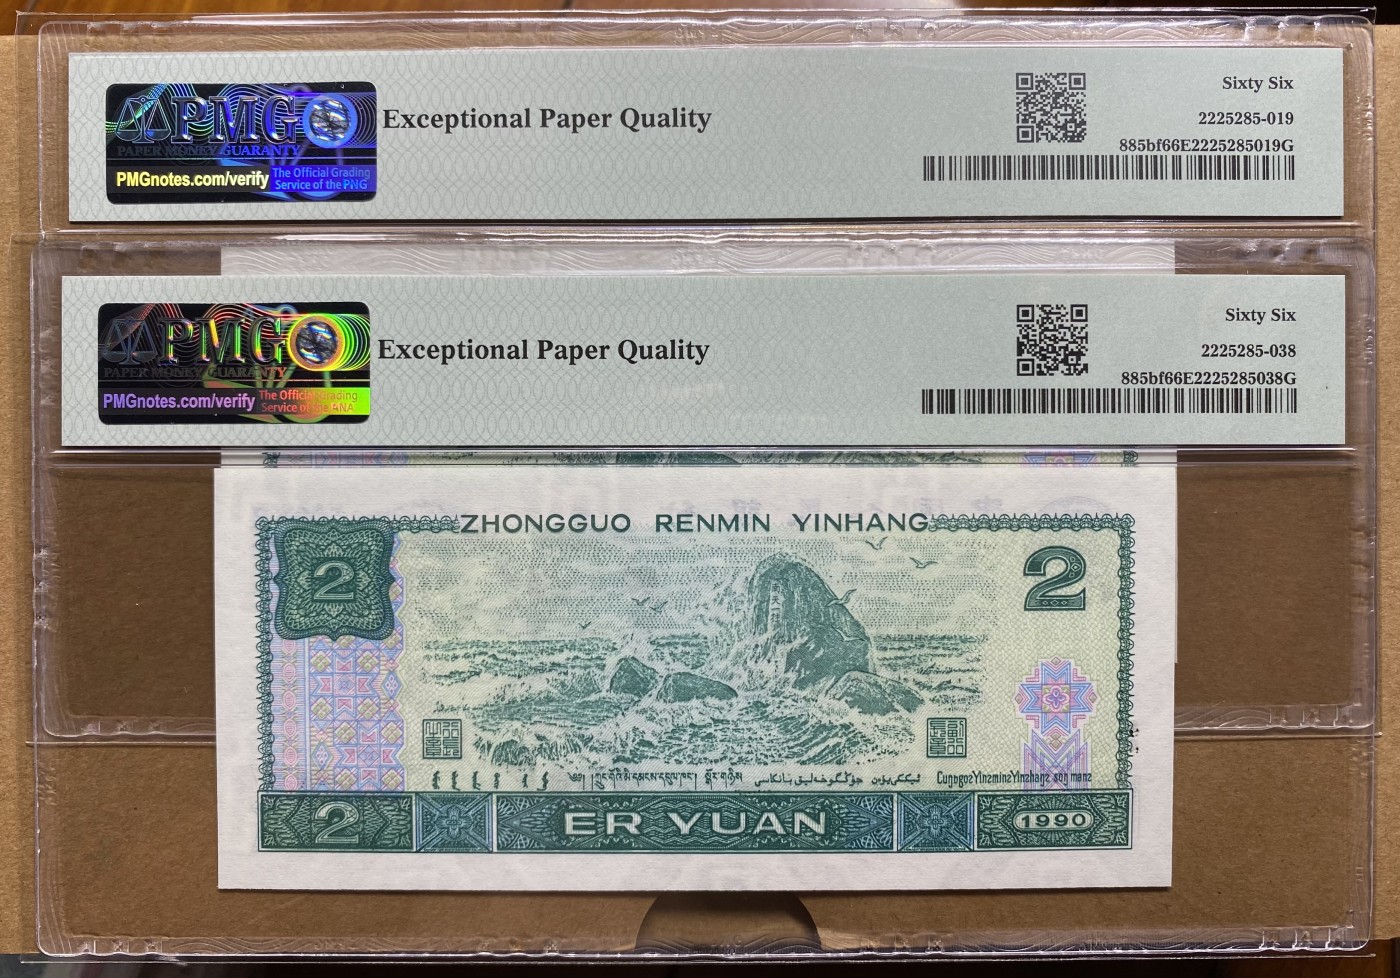 PMG
PAPER MONEY GUARANTY
PMGnotes.com/verify
The Official Grading
Service of the PNG
Exceptional Paper Quality
Sixty Six
2225285-019
885bf66E2225285019G
PMG
PAPER MONEY GUARANTY
PMGnotes.com/verify
The Official Grading
Service of the ANA
Exceptional Paper Quality
Sixty Six
2225285-038
885bf66E2225285038G
ZHONGGUO RENMIN YINHANG
2
2
2
ER YUAN
1990